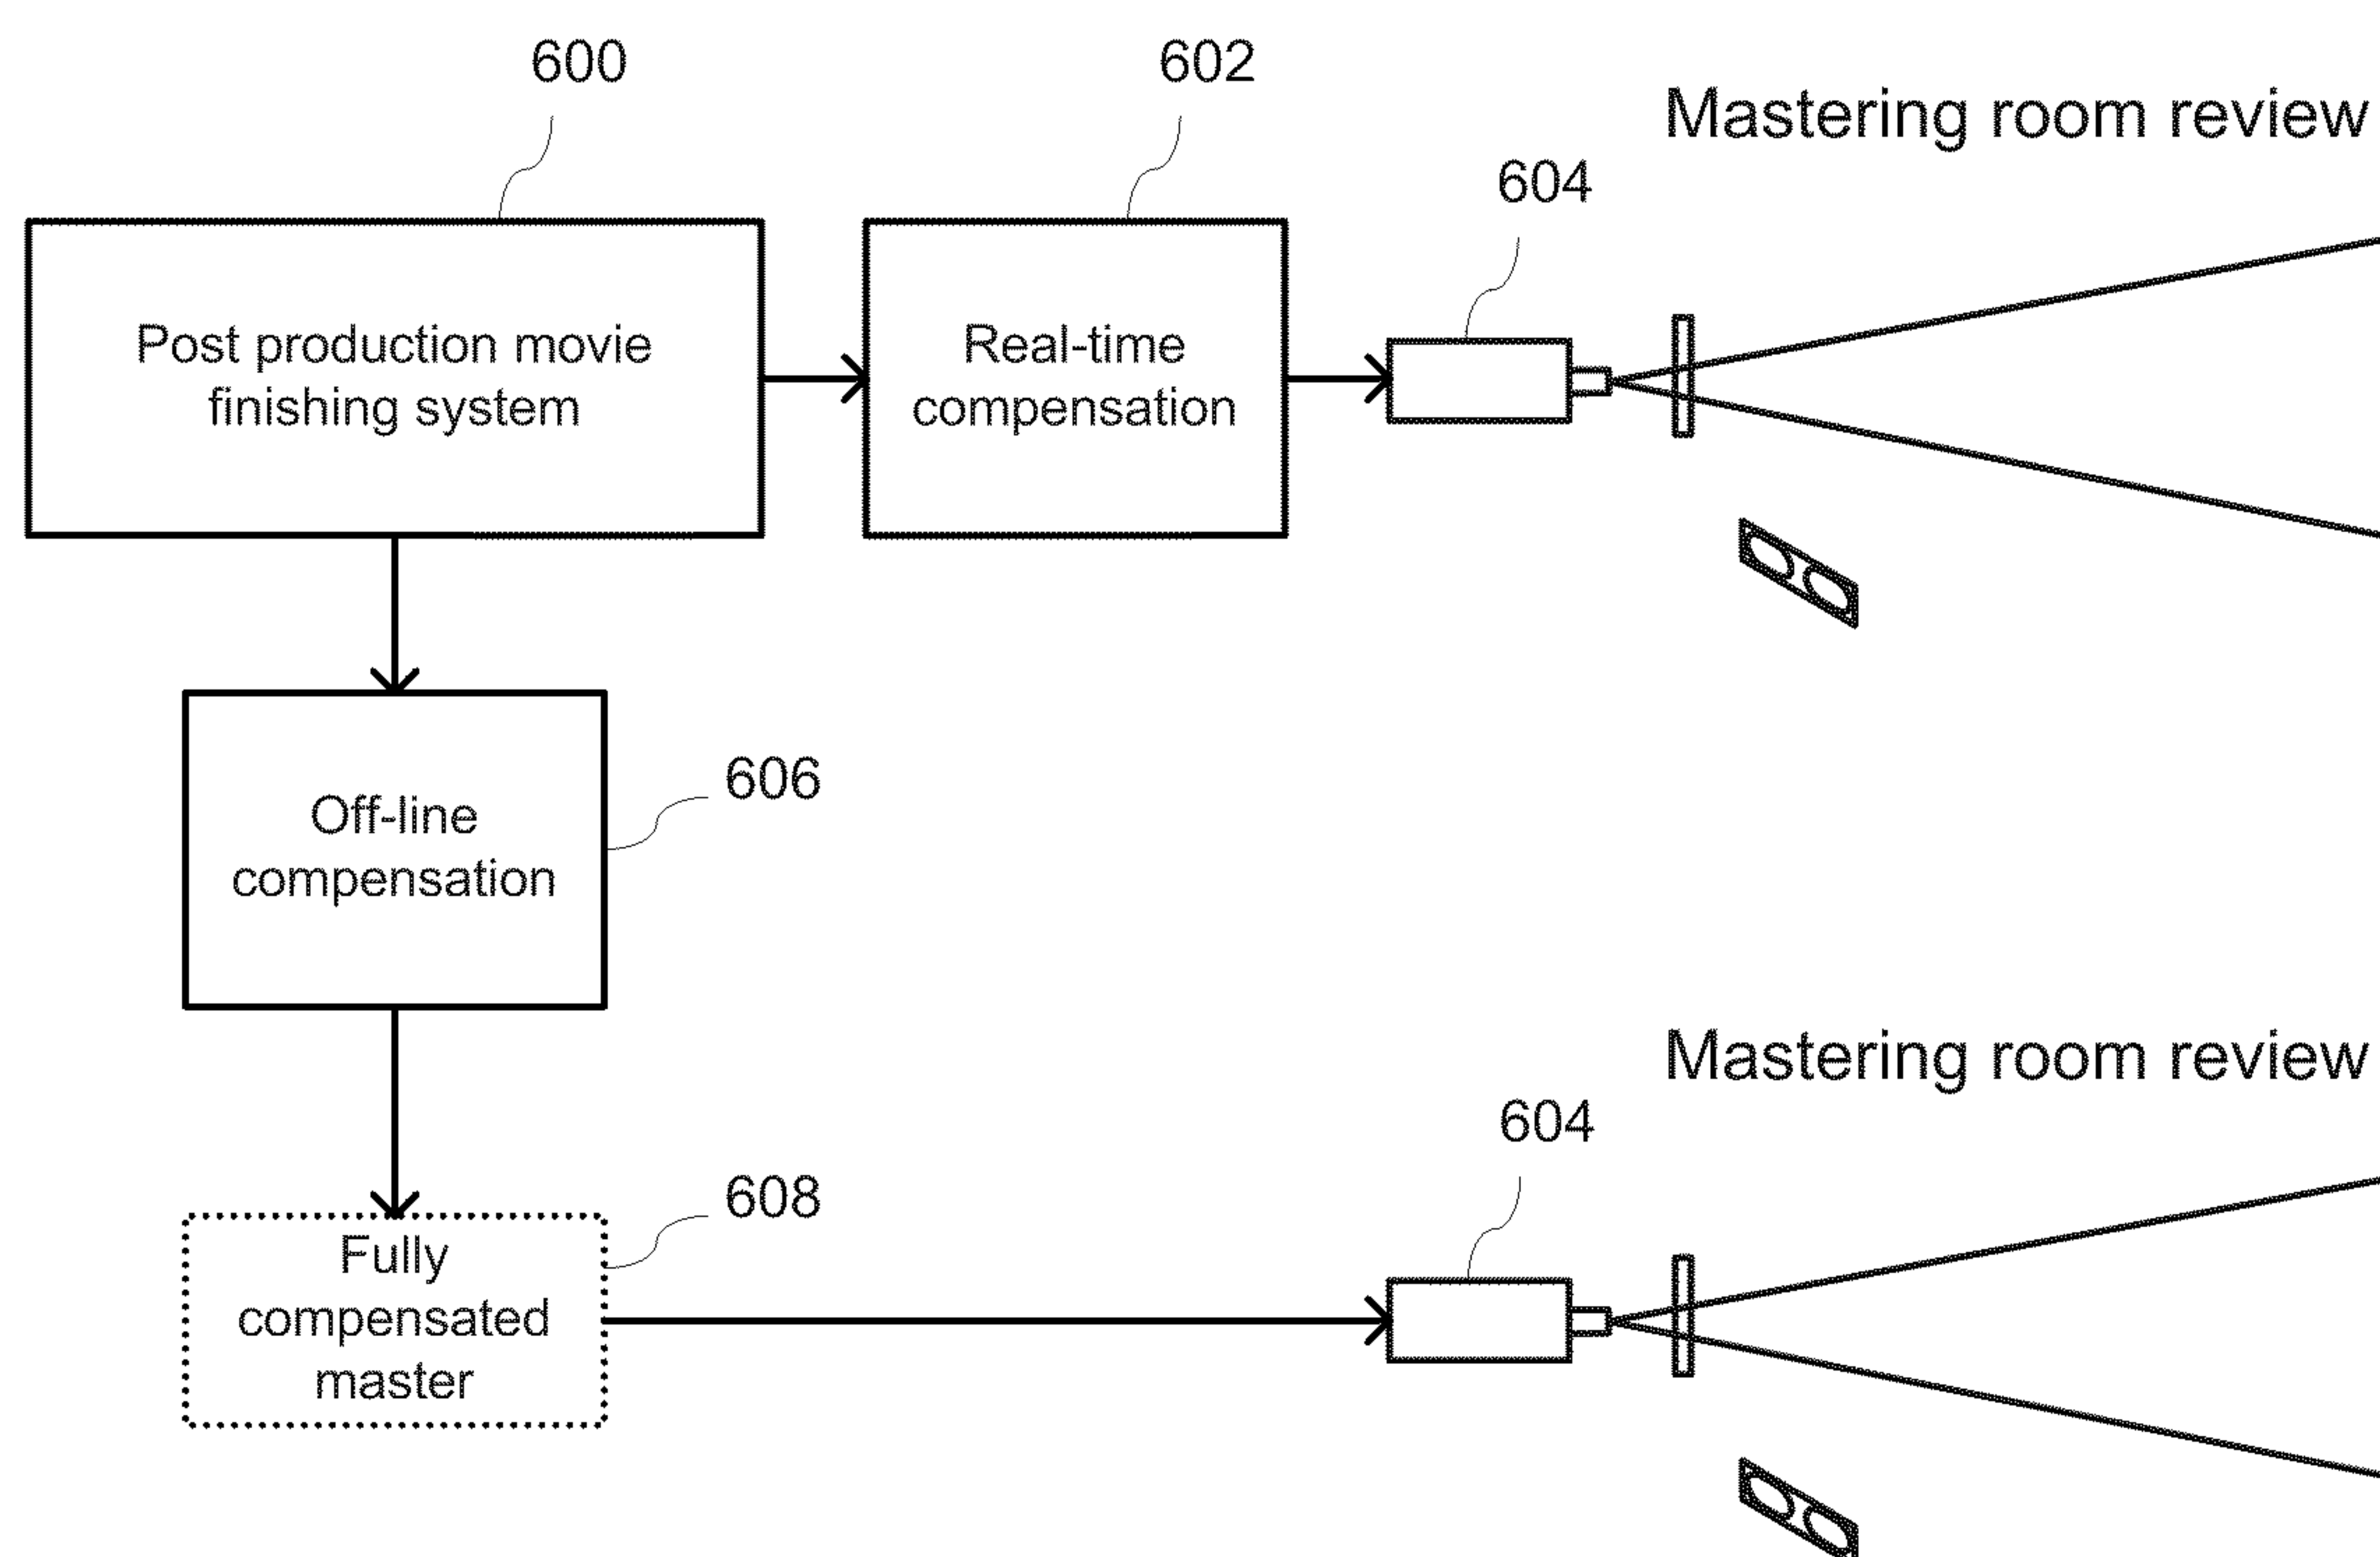 600
602
Mastering room review
604
Post production movie
finishing system
Real-time
compensation
606
Off-line
compensation
Mastering room review
604
608
Fully
compensated
master